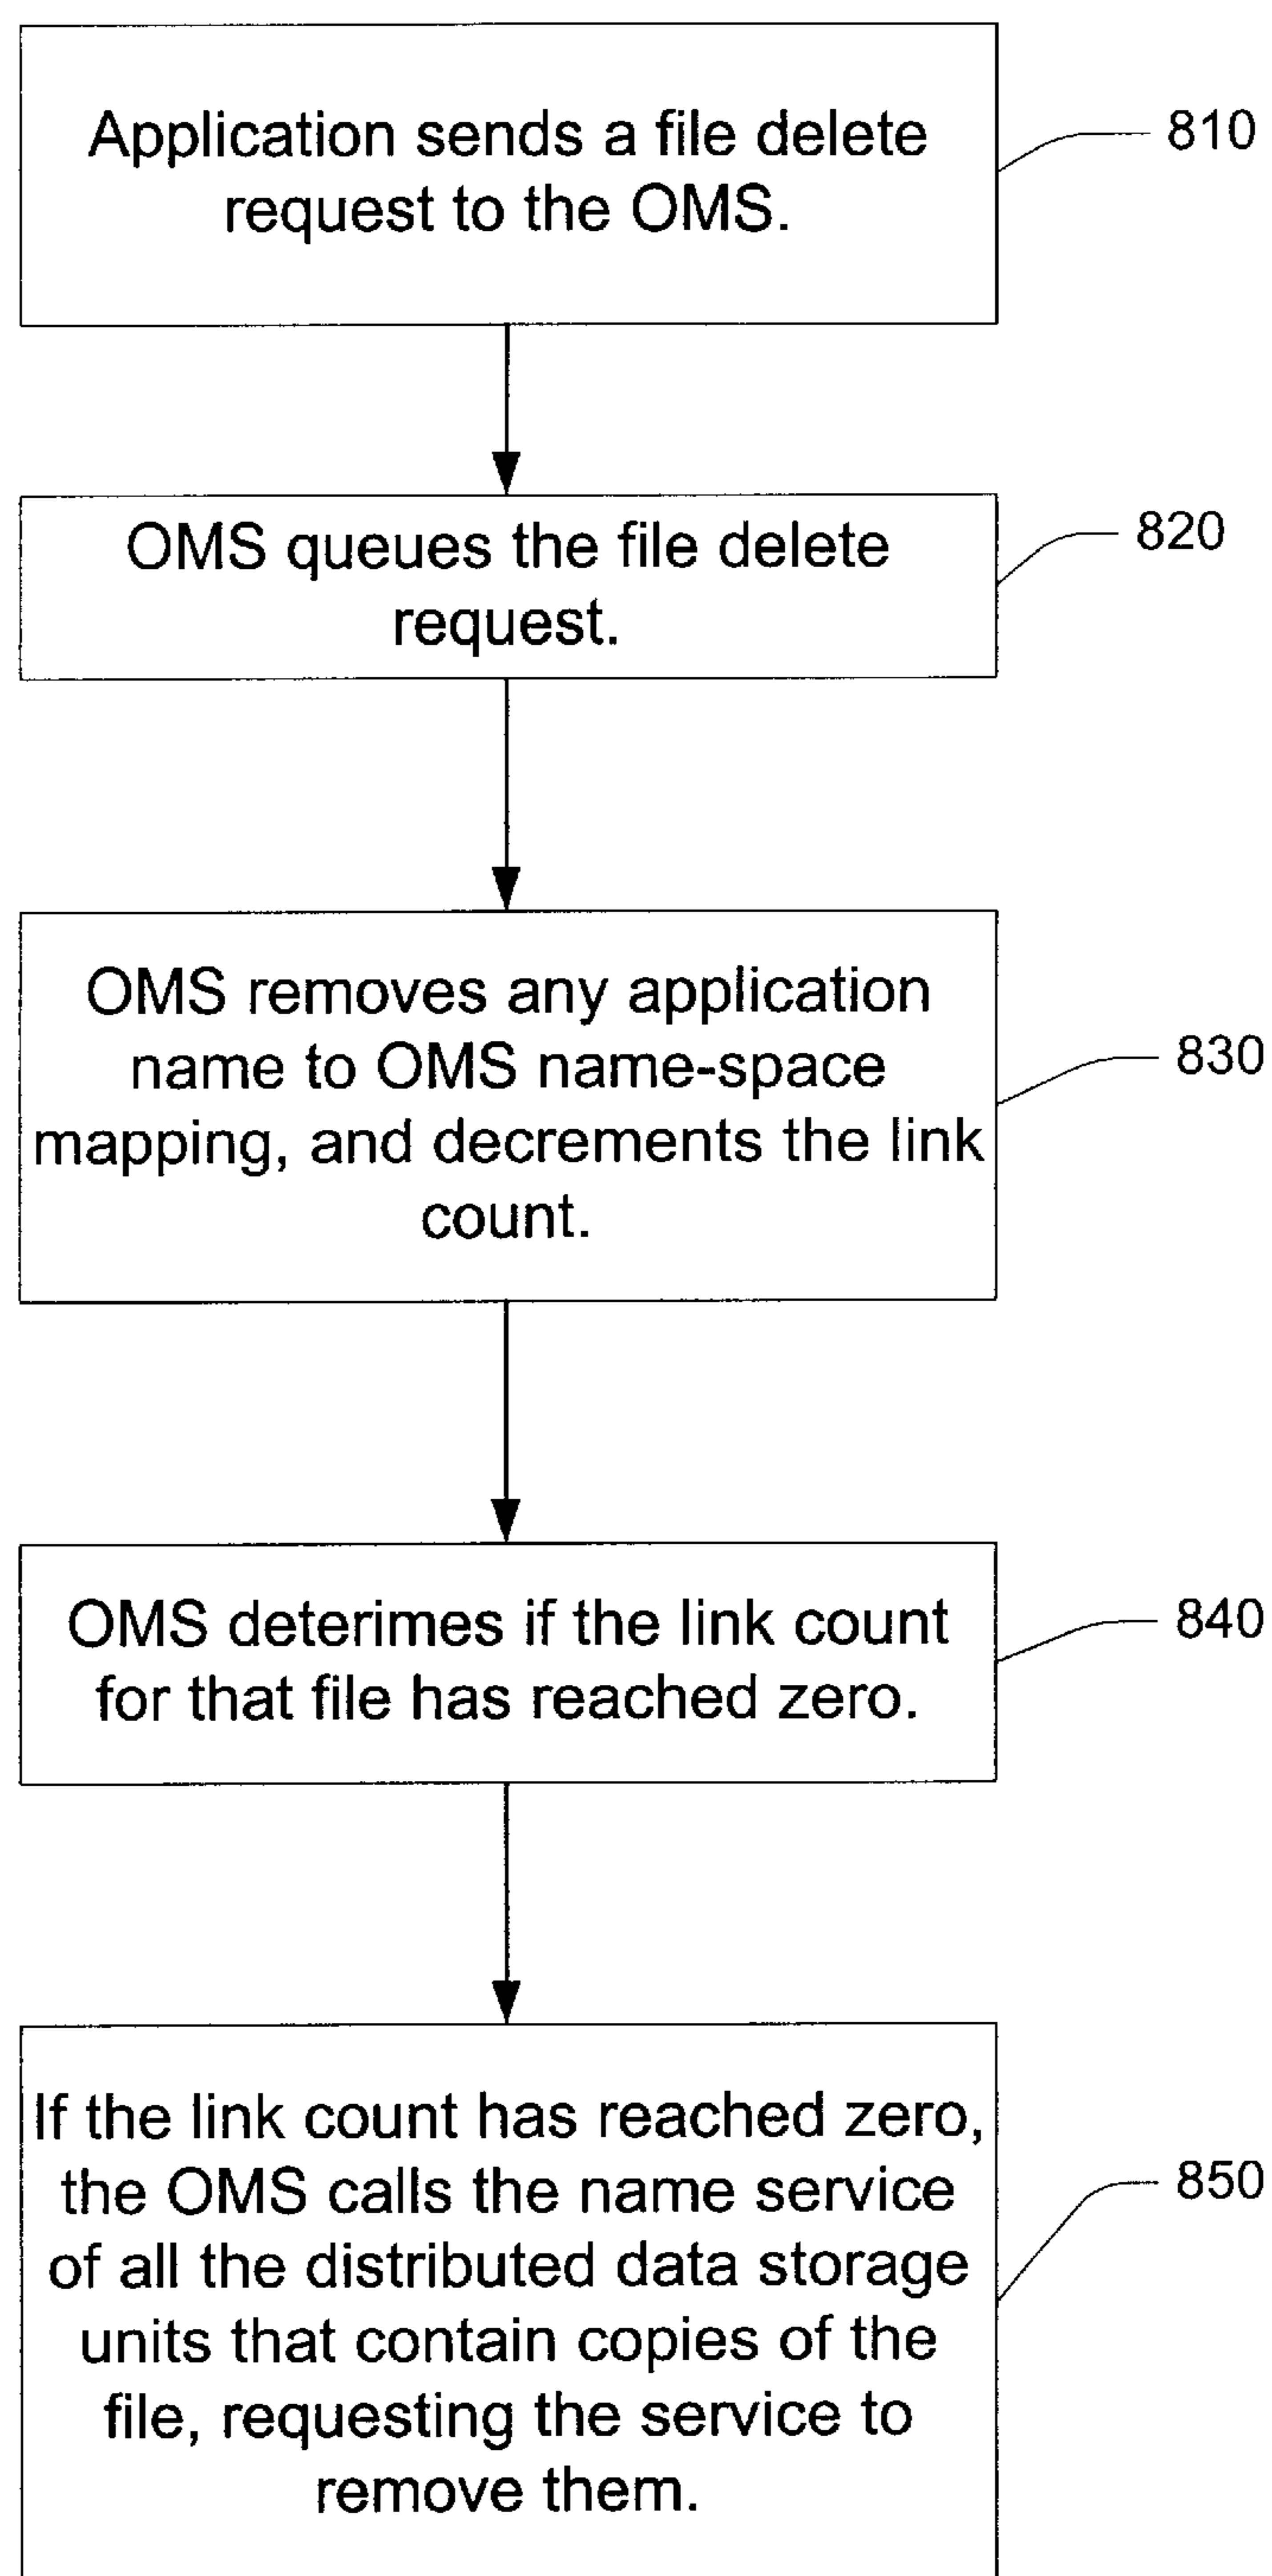 Application sends a file delete
request to the OMS.
810
OMS queues the file delete
request.
820
OMS removes any application
name to OMS name-space
mapping, and decrements the link
count.
830
OMS deterimes if the link count
for that file has reached zero.
840
If the link count has reached zero,
the OMS calls the name service
of all the distributed data storage
units that contain copies of the
file, requesting the service to
remove them.
850